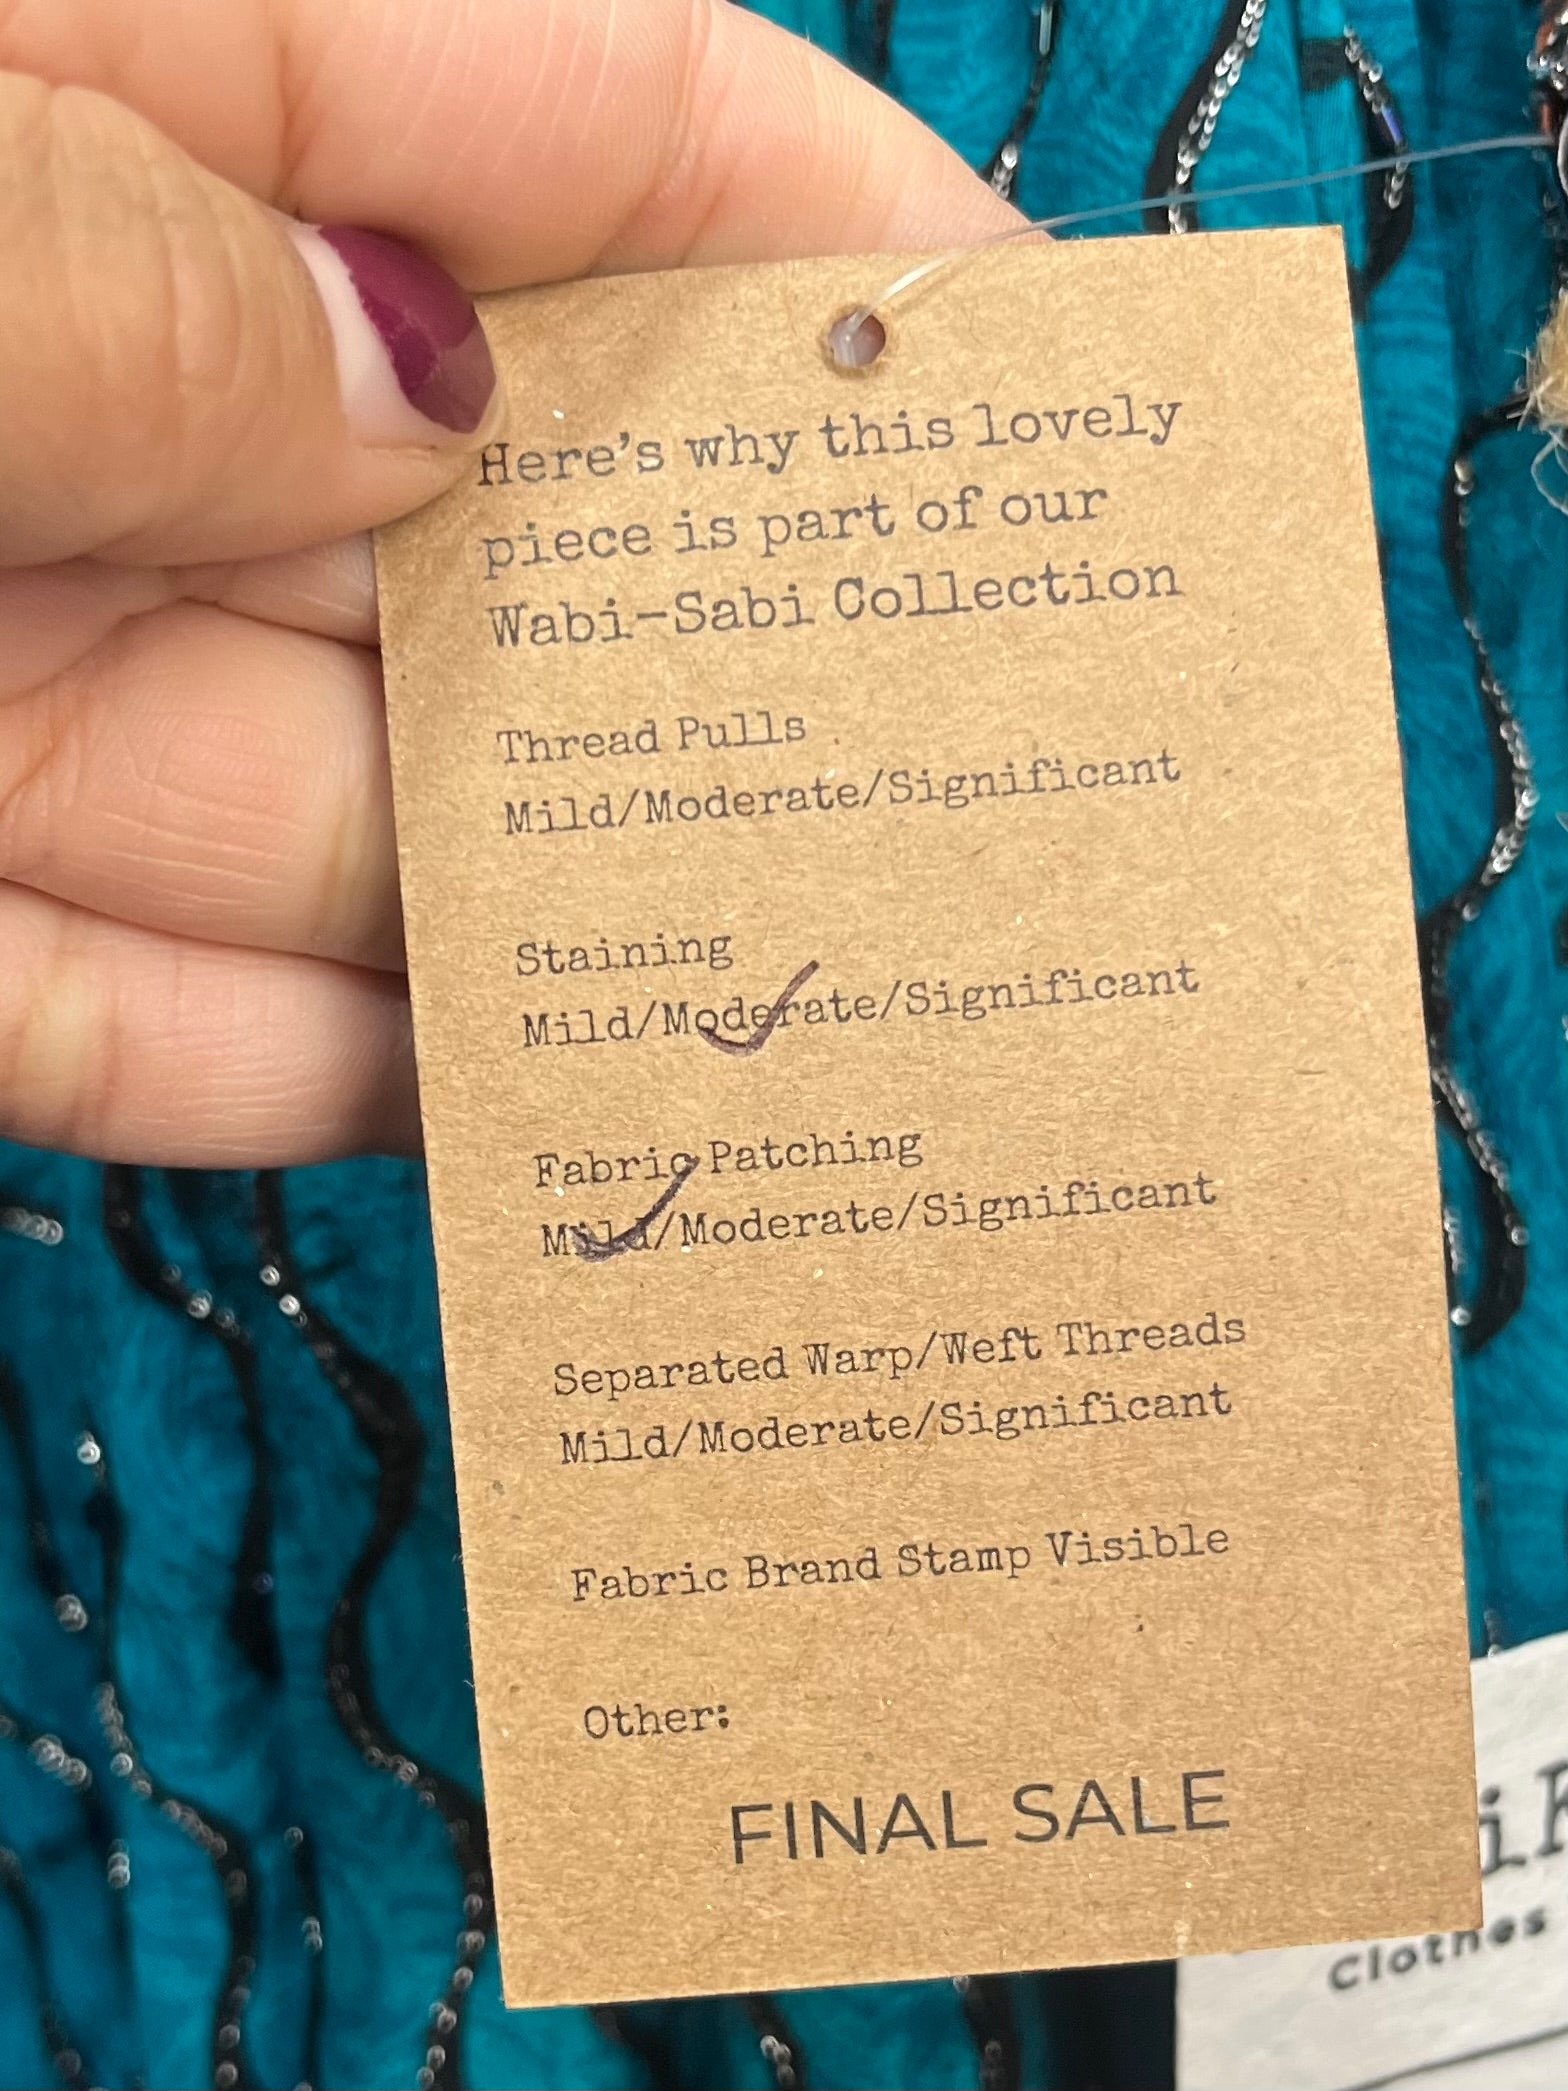 Here's why this lovely
piece is part of our
Wabi-Sabi Collection
Thread Pulls
Mild/Moderate/Significant
Staining
Mild/Moderate/Significant
Fabric Patching
Mild/Moderate/Significant
Separated Warp/Weft Threads
Mild/Moderate/Significant
Fabric Brand Stamp Visible
Other:
FINAL SALE
Clothes